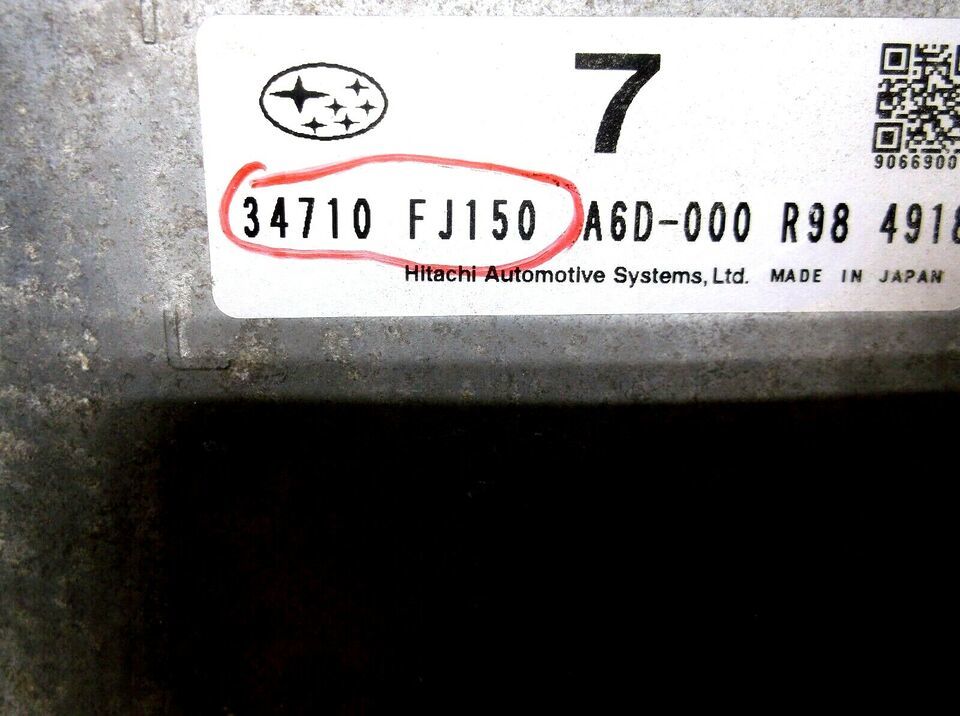 7
9066900
34710 FJ150 A6D-000 R98 4918
Hitachi Automotive Systems, Ltd. MADE IN JAPAN